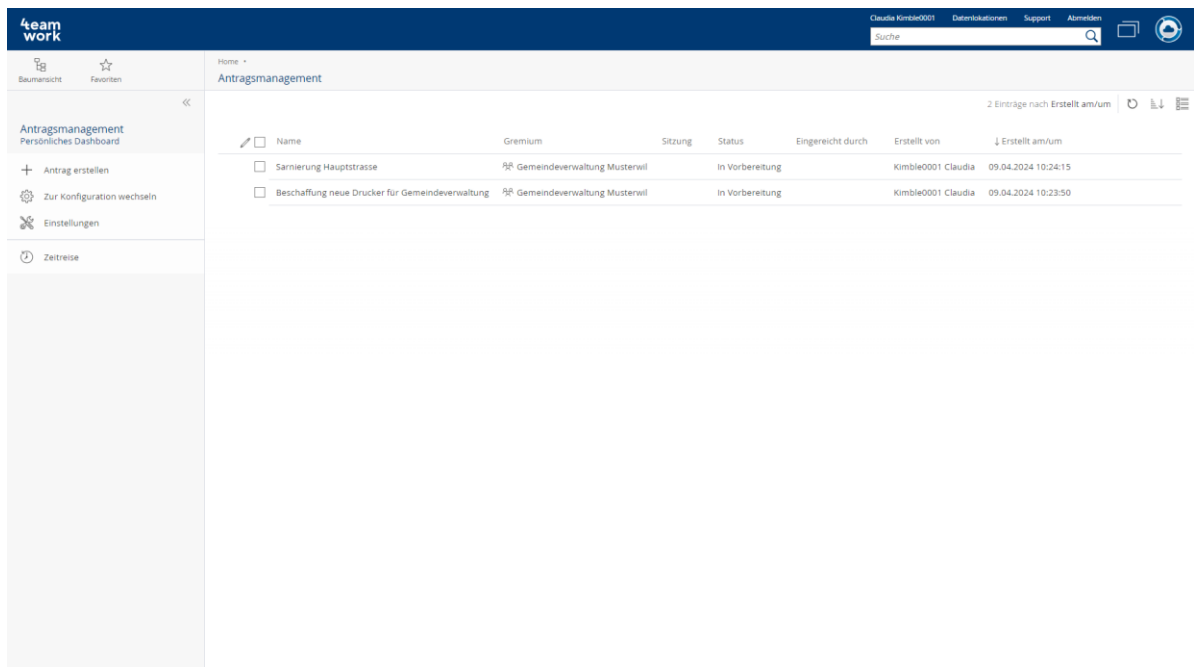 4team
work
Claudia Kimble0001 Datenlokationen Support Abmelden
Suche
Baumansicht Favoriten
Home
Antragsmanagement
2 Einträge nach Erstellt am/um
Antragsmanagement
Persönliches Dashboard
Antrag erstellen
Zur Konfiguration wechseln
Einstellungen
Zeitreise
Name Gremium Sitzung Status Eingereicht durch Erstellt von ↓ Erstellt am/um
Sarnierung Hauptstrasse Gemeindeverwaltung Musterwil In Vorbereitung Kimble0001 Claudia 09.04.2024 10:24:15
Beschaffung neue Drucker für Gemeindeverwaltung Gemeindeverwaltung Musterwil In Vorbereitung Kimble0001 Claudia 09.04.2024 10:23:50